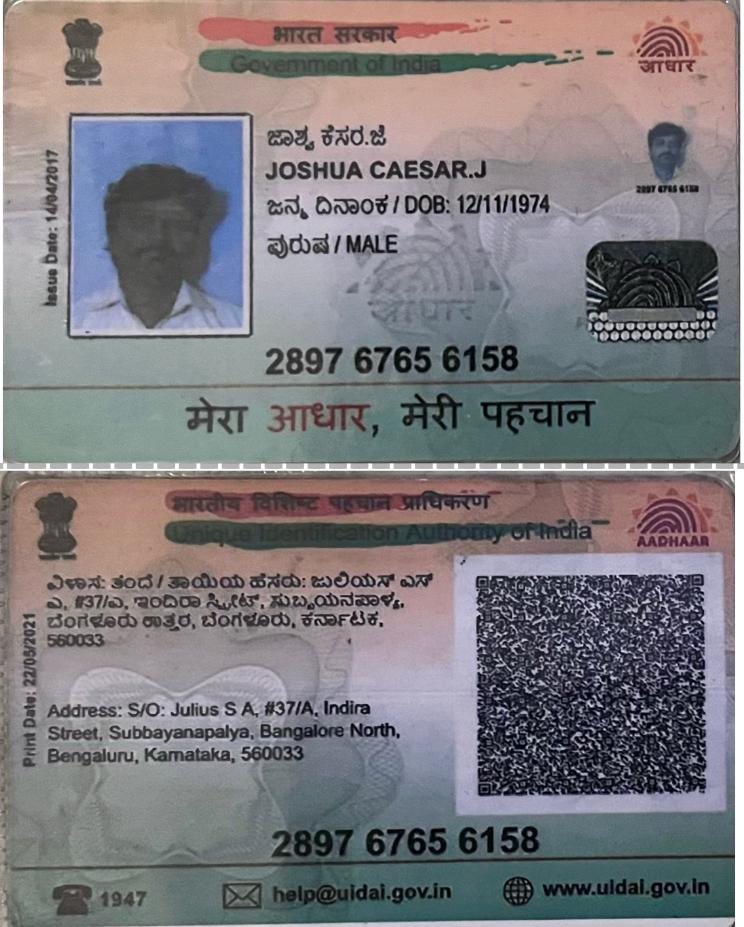 भारत सरकार
Government of India
आधार
ಜಾಶ್ವ ಕೆಸರ.ಜೆ
JOSHUA CAESAR.J
ಜನ್ಮ ದಿನಾಂಕ / DOB: 12/11/1974
ಪುರುಷ / MALE
Issue Date: 14/04/2017
2897 6765 6158
आधार
2897 6765 6158
मेरा आधार, मेरी पहचान
भारतीय विशिष्ट पहचान प्राधिकरण
Unique Identification Authority of India
AADHAAR
ವಿಳಾಸ: ತಂದೆ / ತಾಯಿಯ ಹೆಸರು: ಜುಲಿಯಸ್ ಎಸ್
ಎ, #37/ಎ, ಇಂದಿರಾ ಸ್ಟ್ರೀಟ್, ಸುಬ್ಬಯನಪಾಳ್ಯ,
ಬೆಂಗಳೂರು ಉತ್ತರ, ಬೆಂಗಳೂರು, ಕರ್ನಾಟಕ,
560033
Print Date: 22/05/2021
Address: S/O: Julius S A, #37/A, Indira
Street, Subbayanapalya, Bangalore North,
Bengaluru, Karnataka, 560033
2897 6765 6158
1947
help@uidai.gov.in
www.uidai.gov.in